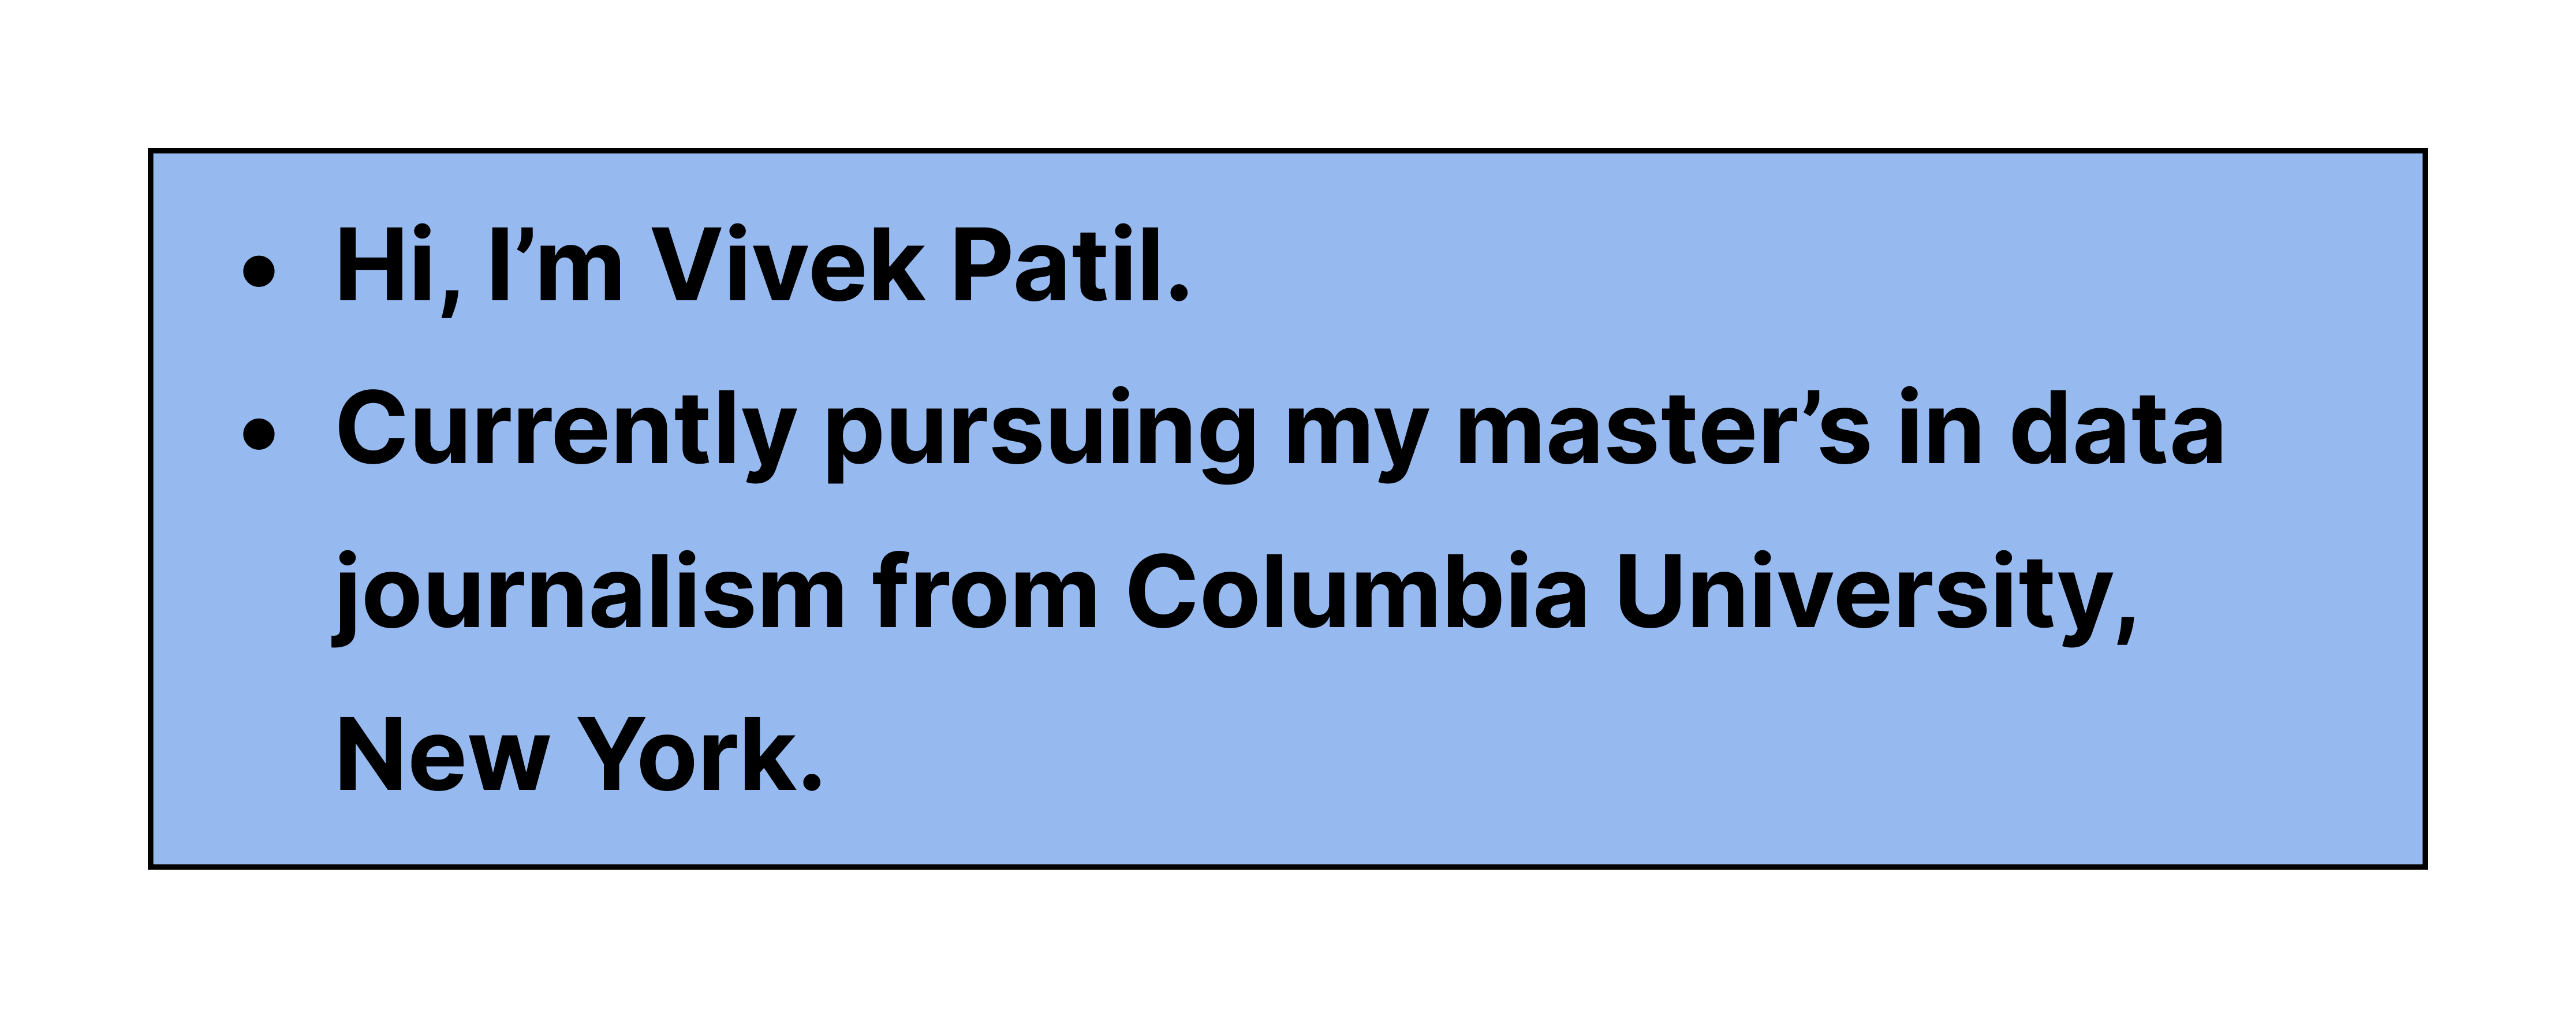 • Hi, I’m Vivek Patil.
• Currently pursuing my master’s in data
journalism from Columbia University,
New York.